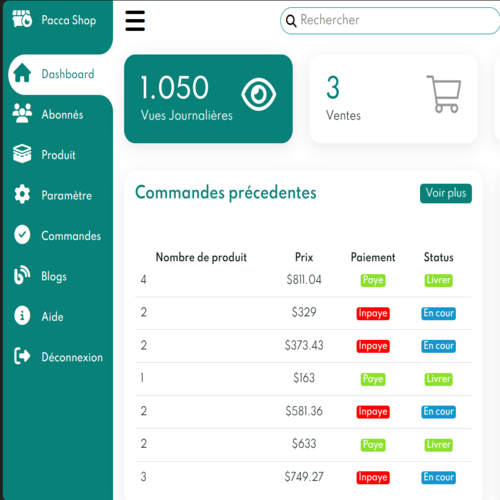 Pacca Shop
Rechercher
Dashboard
Abonnés
Produit
Paramètre
Commandes
Blogs
Aide
Déconnexion
1.050
Vues Journalières
3
Ventes
Commandes précedentes
Voir plus
Nombre de produit Prix Paiement Status
4 $811.04 Paye Livrer
2 $329 Inpaye En cour
2 $373.43 Inpaye En cour
1 $163 Paye Livrer
2 $581.36 Inpaye En cour
2 $633 Paye Livrer
3 $749.27 Inpaye En cour